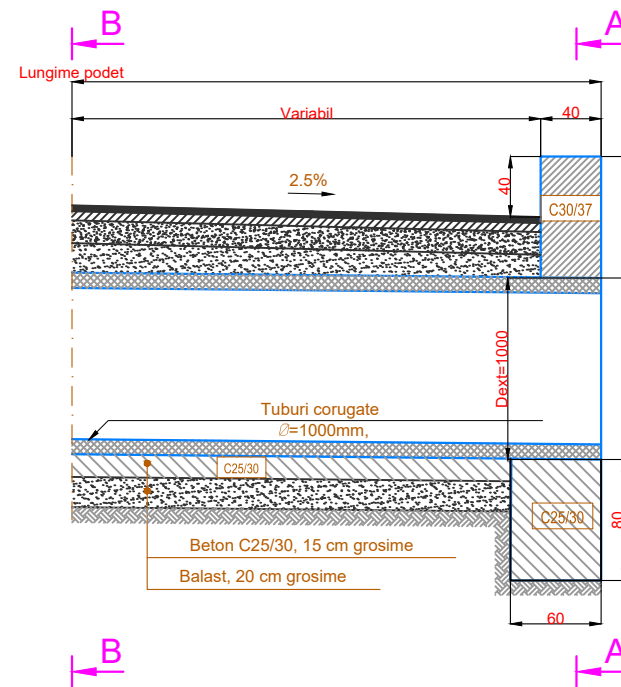 B
A
Lungime podet
Variabil
40
2.5%
40
C30/37
Dext=1000
Tuburi corugate
∅=1000mm,
C25/30
C25/30
80
Beton C25/30, 15 cm grosime
Balast, 20 cm grosime
60
B
A